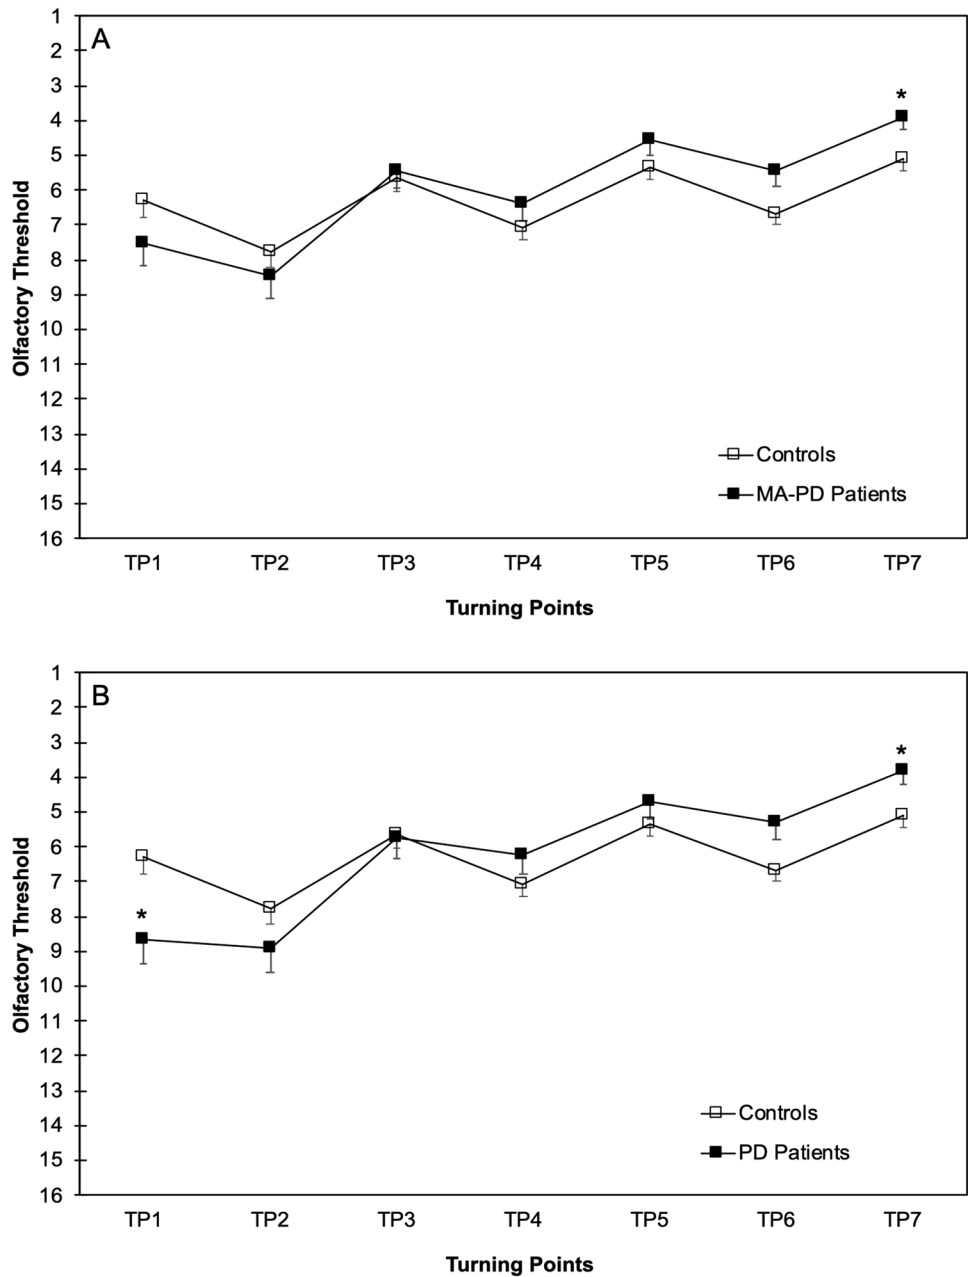 A
1
2
3
4
5
6
7
8
9
10
11
12
13
14
15
16
Olfactory Threshold
*
Controls
MA-PD Patients
TP1 TP2 TP3 TP4 TP5 TP6 TP7
Turning Points
B
1
2
3
4
5
6
7
8
9
10
11
12
13
14
15
16
Olfactory Threshold
*
*
Controls
PD Patients
TP1 TP2 TP3 TP4 TP5 TP6 TP7
Turning Points